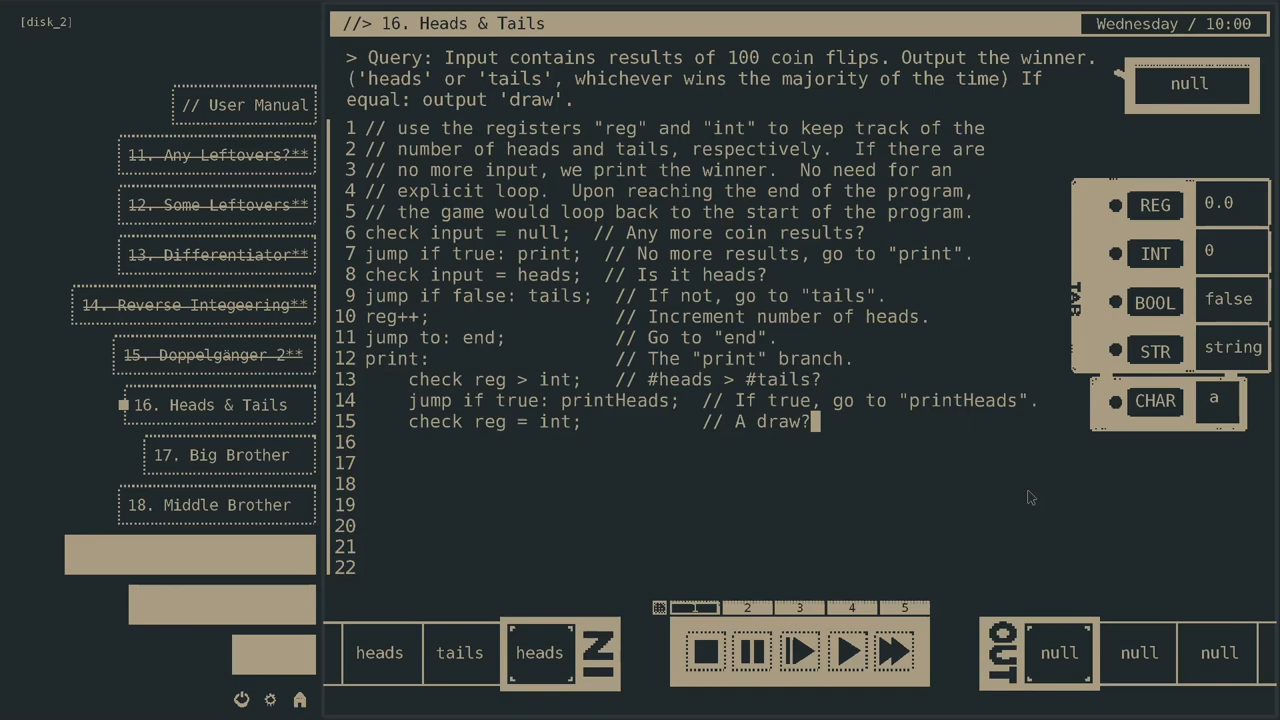 [disk_2]
// User Manual
11. Any Leftovers?**
12. Some Leftovers**
13. Differentiator**
14. Reverse Integeering**
15. Doppelgänger 2**
16. Heads & Tails
17. Big Brother
18. Middle Brother
//> 16. Heads & Tails
Wednesday / 10:00
> Query: Input contains results of 100 coin flips. Output the winner.
('heads' or 'tails', whichever wins the majority of the time) If
equal: output 'draw'.
null
1 // use the registers "reg" and "int" to keep track of the
2 // number of heads and tails, respectively.  If there are
3 // no more input, we print the winner.  No need for an
4 // explicit loop.  Upon reaching the end of the program,
5 // the game would loop back to the start of the program.
6 check input = null;  // Any more coin results?
7 jump if true: print;  // No more results, go to "print".
8 check input = heads;  // Is it heads?
9 jump if false: tails;  // If not, go to "tails".
10 reg++;                 // Increment number of heads.
11 jump to: end;          // Go to "end".
12 print:                 // The "print" branch.
13     check reg > int;   // #heads > #tails?
14     jump if true: printHeads;  // If true, go to "printHeads".
15     check reg = int;           // A draw?
16
17
18
19
20
21
22
TAB
REG 0.0
INT 0
BOOL false
STR string
CHAR a
heads tails heads IN
1 2 3 4 5
OUT null null null